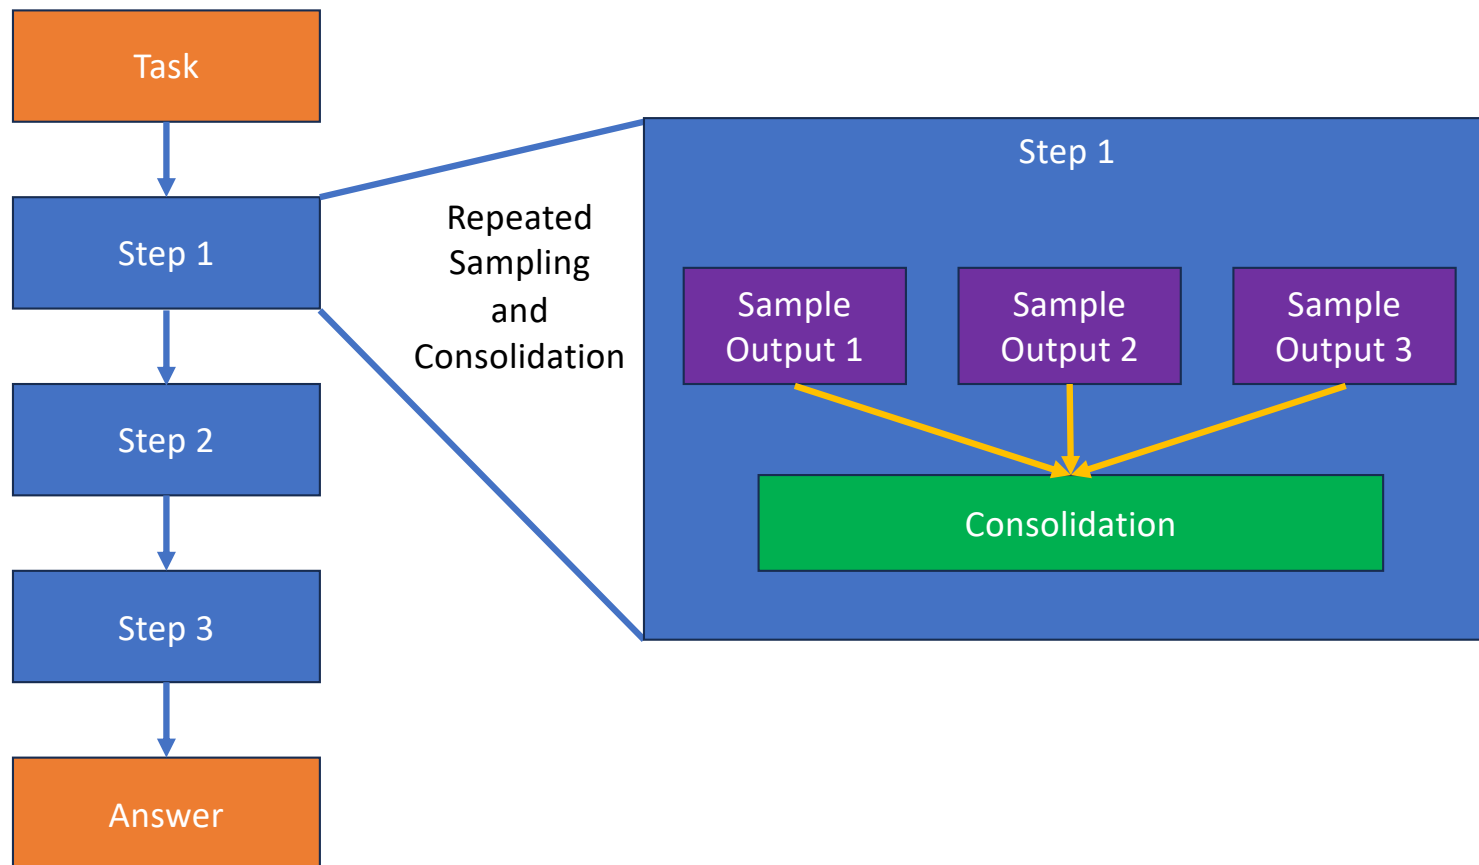 Task
Step 1
Step 2
Step 3
Answer
Repeated
Sampling
and
Consolidation
Step 1
Sample
Output 1
Sample
Output 2
Sample
Output 3
Consolidation